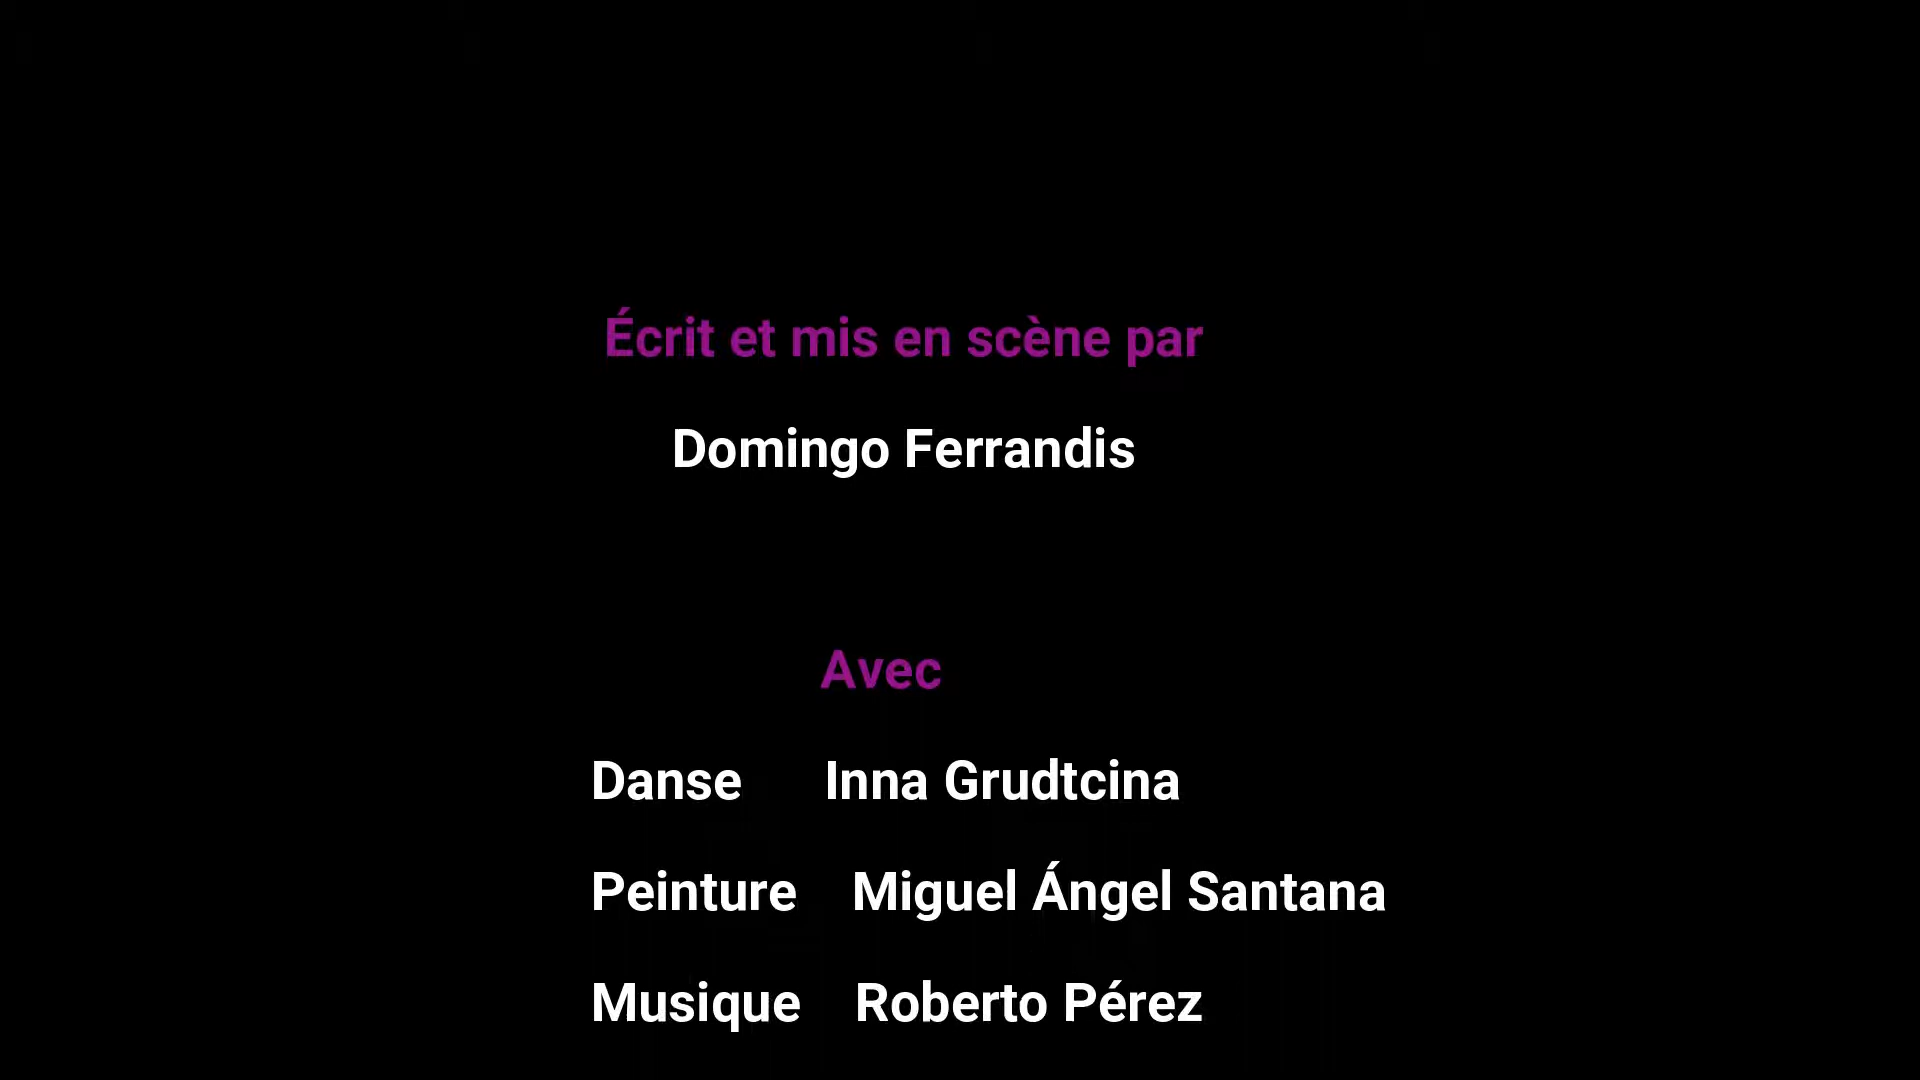 Écrit et mis en scène par
Domingo Ferrandis
Avec
Danse Inna Grudtcina
Peinture Miguel Ángel Santana
Musique Roberto Pérez